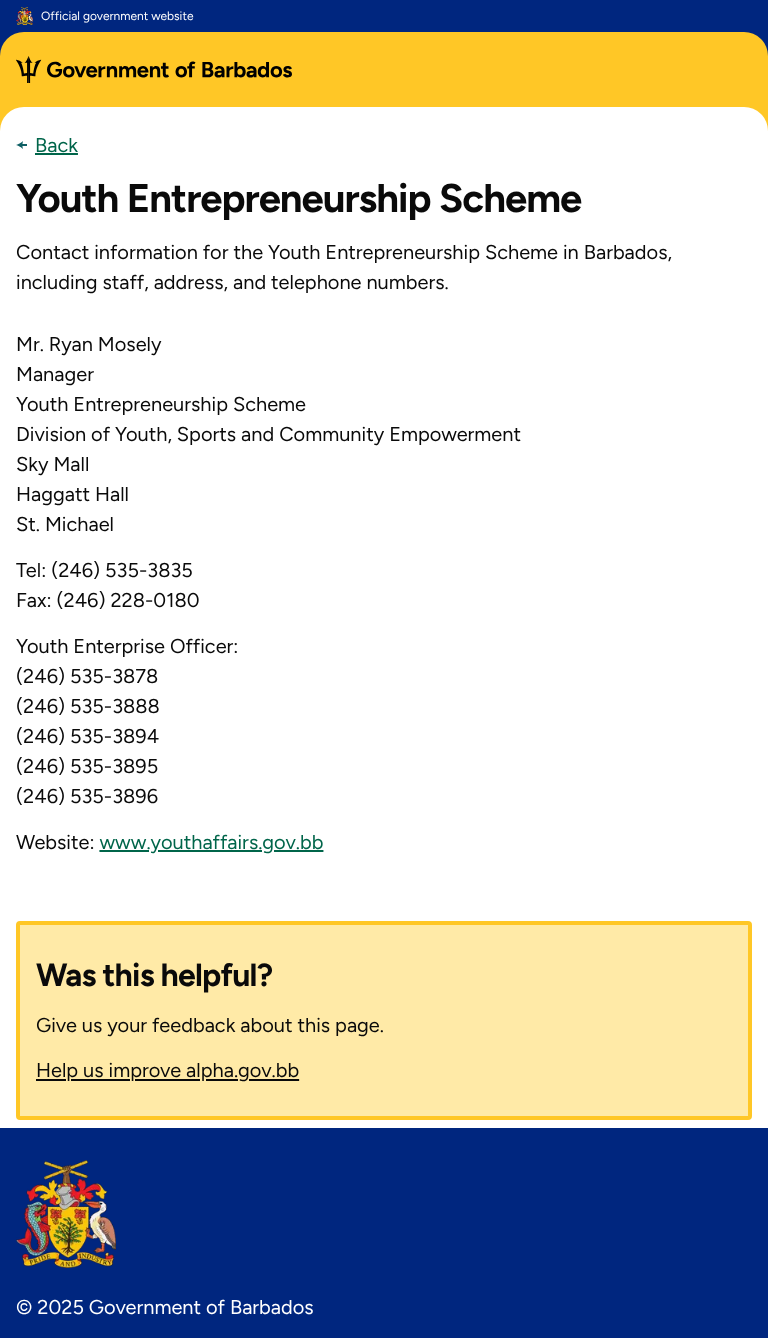 Official government website
Government of Barbados
Back
Youth Entrepreneurship Scheme
Contact information for the Youth Entrepreneurship Scheme in Barbados,
including staff, address, and telephone numbers.
Mr. Ryan Mosely
Manager
Youth Entrepreneurship Scheme
Division of Youth, Sports and Community Empowerment
Sky Mall
Haggatt Hall
St. Michael
Tel: (246) 535-3835
Fax: (246) 228-0180
Youth Enterprise Officer:
(246) 535-3878
(246) 535-3888
(246) 535-3894
(246) 535-3895
(246) 535-3896
Website: www.youthaffairs.gov.bb
Was this helpful?
Give us your feedback about this page.
Help us improve alpha.gov.bb
PRIDE AND INDUSTRY
© 2025 Government of Barbados